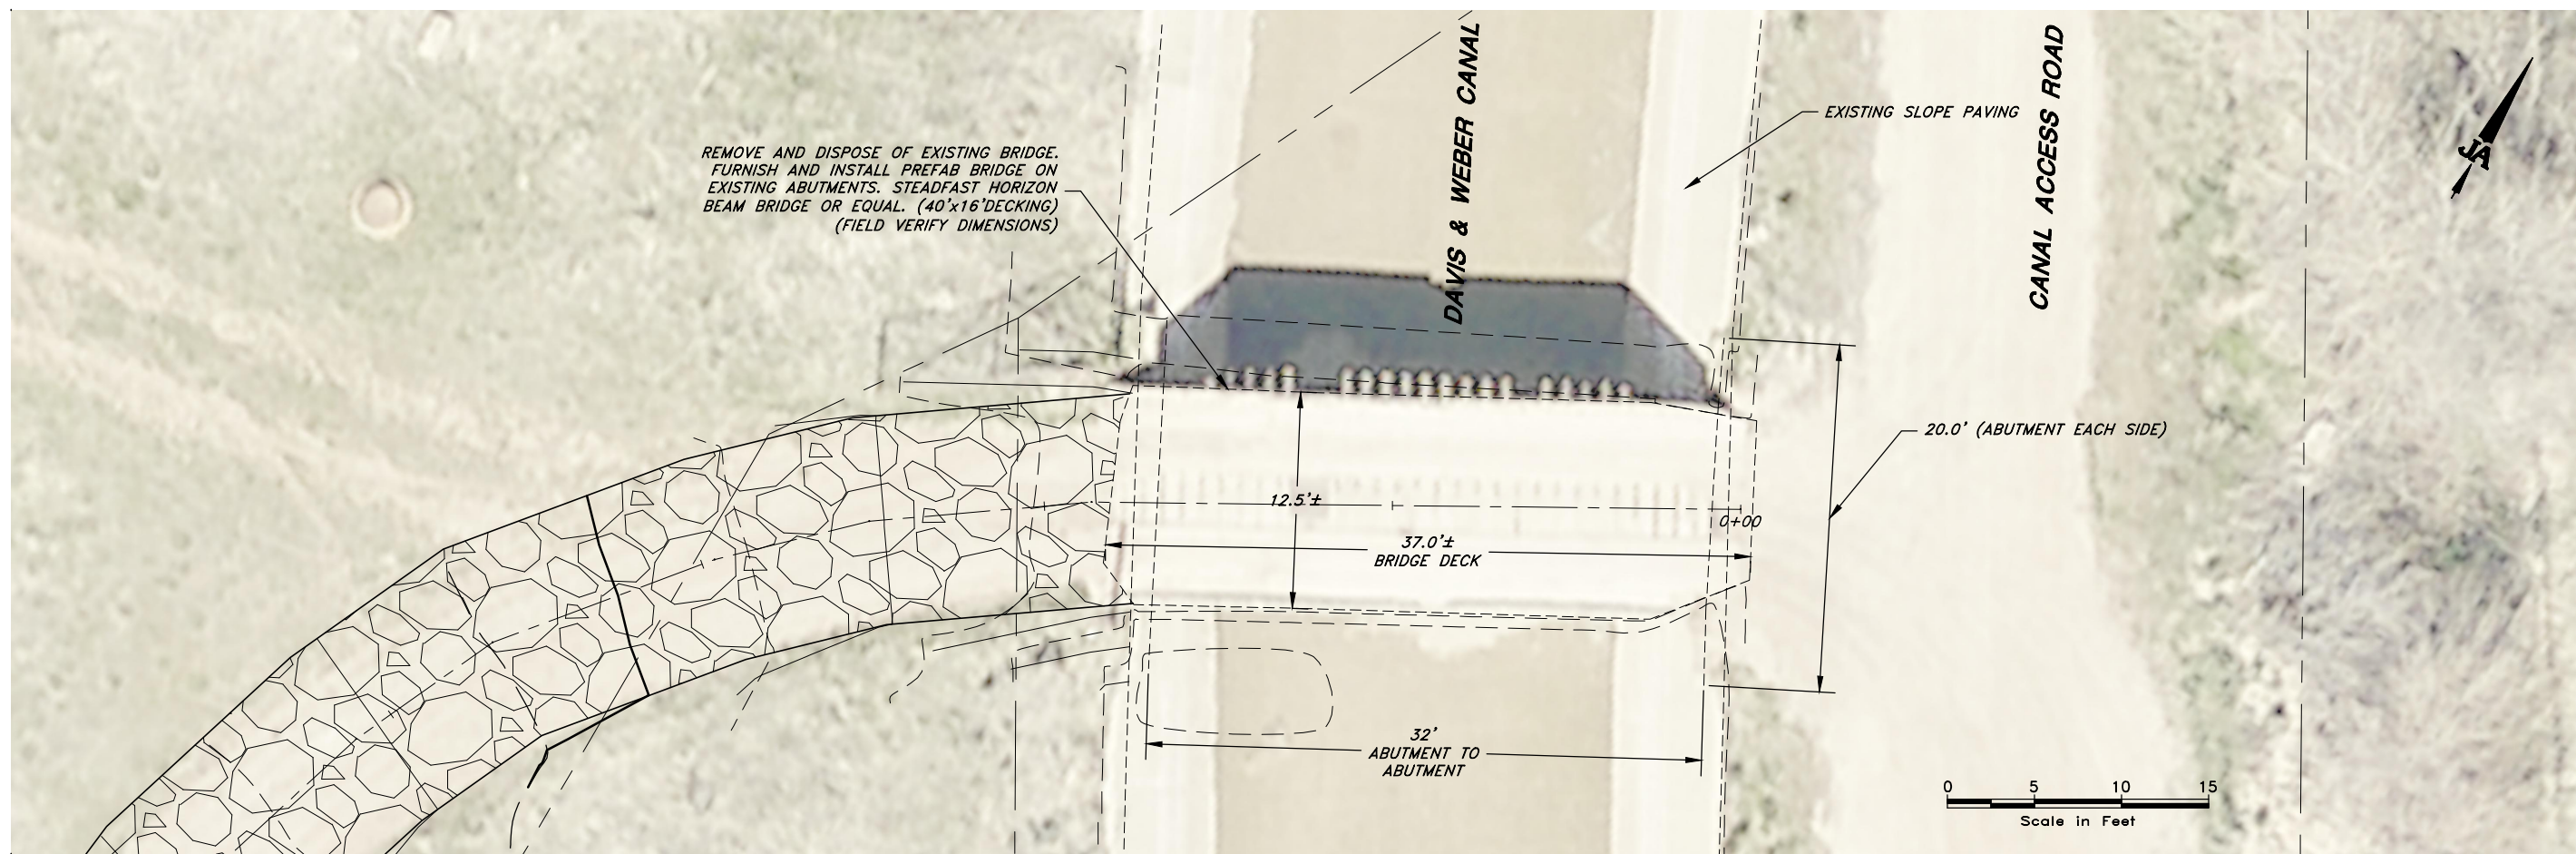 DAVIS & WEBER CANAL
CANAL ACCESS ROAD
EXISTING SLOPE PAVING
JA
REMOVE AND DISPOSE OF EXISTING BRIDGE.
FURNISH AND INSTALL PREFAB BRIDGE ON
EXISTING ABUTMENTS. STEADFAST HORIZON
BEAM BRIDGE OR EQUAL. (40'x16'DECKING)
(FIELD VERIFY DIMENSIONS)
20.0' (ABUTMENT EACH SIDE)
12.5'±
0+00
37.0'±
BRIDGE DECK
32'
ABUTMENT TO
ABUTMENT
0 5 10 15
Scale in Feet